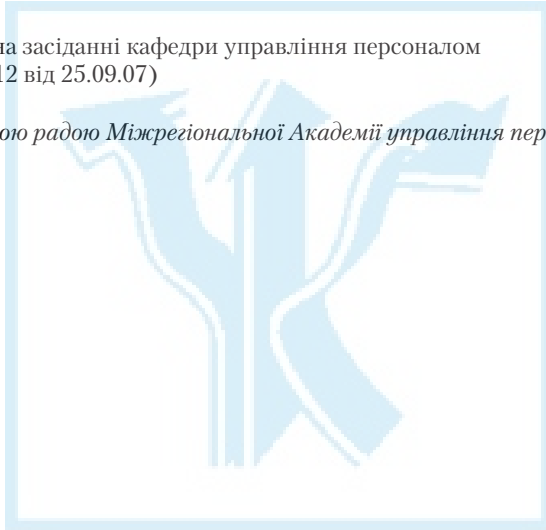 на засіданні кафедри управління персоналом
12 від 25.09.07)
ою радою Міжрегіональної Академії управління пер